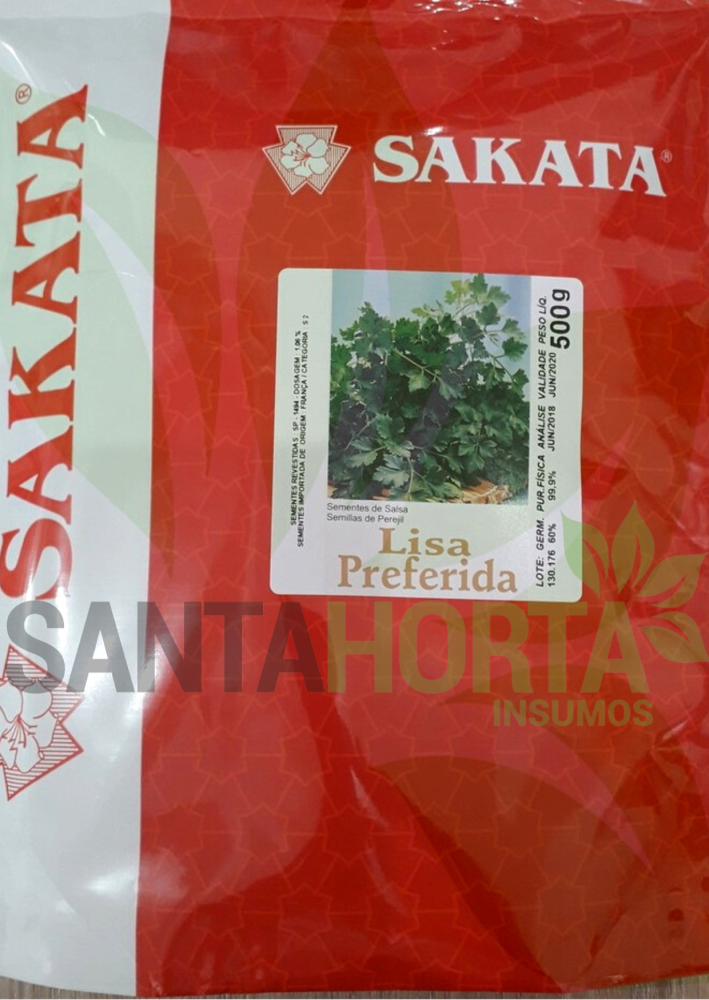 SAKATA®
SAKATA®
SEMENTES REVESTIDAS: SP - 1494 - DOSAGEM: 1,06 %
SEMENTES IMPORTADA DE ORIGEM: FRANÇA / CATEGORIA: S 2
Sementes de Salsa
Semillas de Perejil
Lisa
Preferida
LOTE: GERM. PUR.FÍSICA ANÁLISE VALIDADE PESO LÍQ.
130.176 60% 99.9% JUN/2018 JUN/2020 500g
SANTAHORTA
INSUMOS